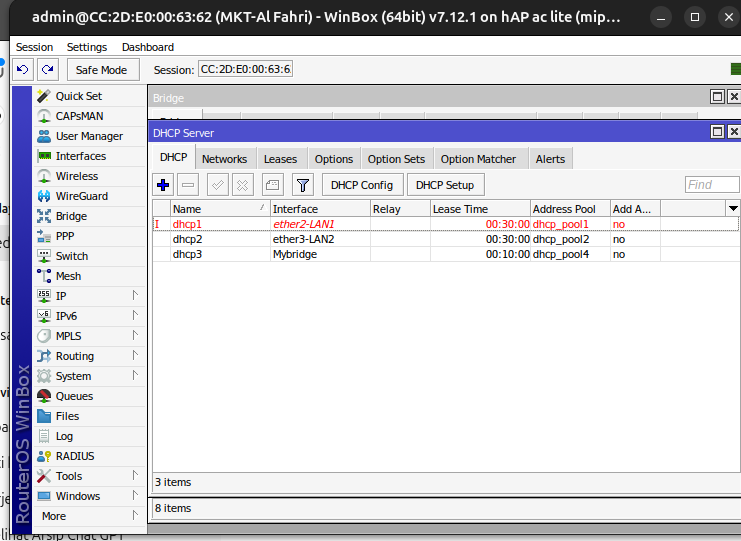 admin@CC:2D:E0:00:63:62 (MKT-Al Fahri) - WinBox (64bit) v7.12.1 on hAP ac lite (mip...
Session Settings Dashboard
Safe Mode Session: CC:2D:E0:00:63:6
Quick Set
CAPsMAN
User Manager
Interfaces
Wireless
WireGuard
Bridge
PPP
Switch
Mesh
IP
IPv6
MPLS
Routing
System
Queues
Files
Log
RADIUS
Tools
Windows
More
RouterOS WinBox
Bridge
DHCP Server
DHCP Networks Leases Options Option Sets Option Matcher Alerts
DHCP Config DHCP Setup Find
Name Interface Relay Lease Time Address Pool Add A...
I dhcp1 ether2-LAN1 00:30:00 dhcp_pool1 no
dhcp2 ether3-LAN2 00:30:00 dhcp_pool2 no
dhcp3 Mybridge 00:10:00 dhcp_pool4 no
3 items
8 items